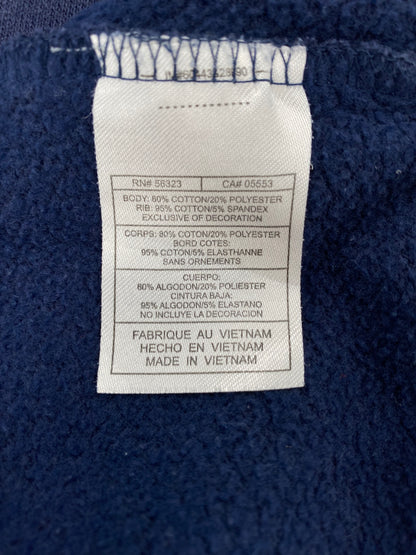 RN# 56323 CA# 05553
BODY: 80% COTTON/20% POLYESTER
RIB: 95% COTTON/5% SPANDEX
EXCLUSIVE OF DECORATION
CORPS: 80% COTTON/20% POLYESTER
BORD COTES:
95% COTON/5% ELASTHANNE
SANS ORNEMENTS
CUERPO:
80% ALGODON/20% POLIESTER
CINTURA BAJA:
95% ALGODON/5% ELASTANO
NO INCLUYE LA DECORACION
FABRIQUE AU VIETNAM
HECHO EN VIETNAM
MADE IN VIETNAM